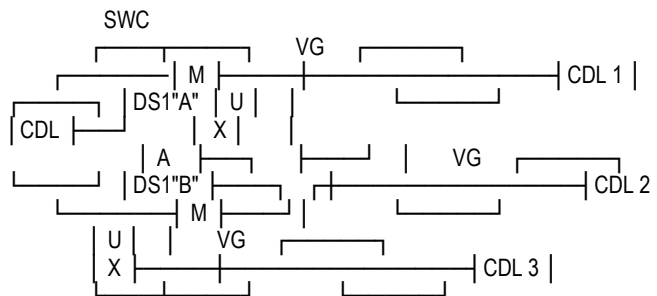 SWC
VG
M CDL 1
DS1"A" U
CDL X
A VG
DS1"B" CDL 2
M
U VG
X CDL 3